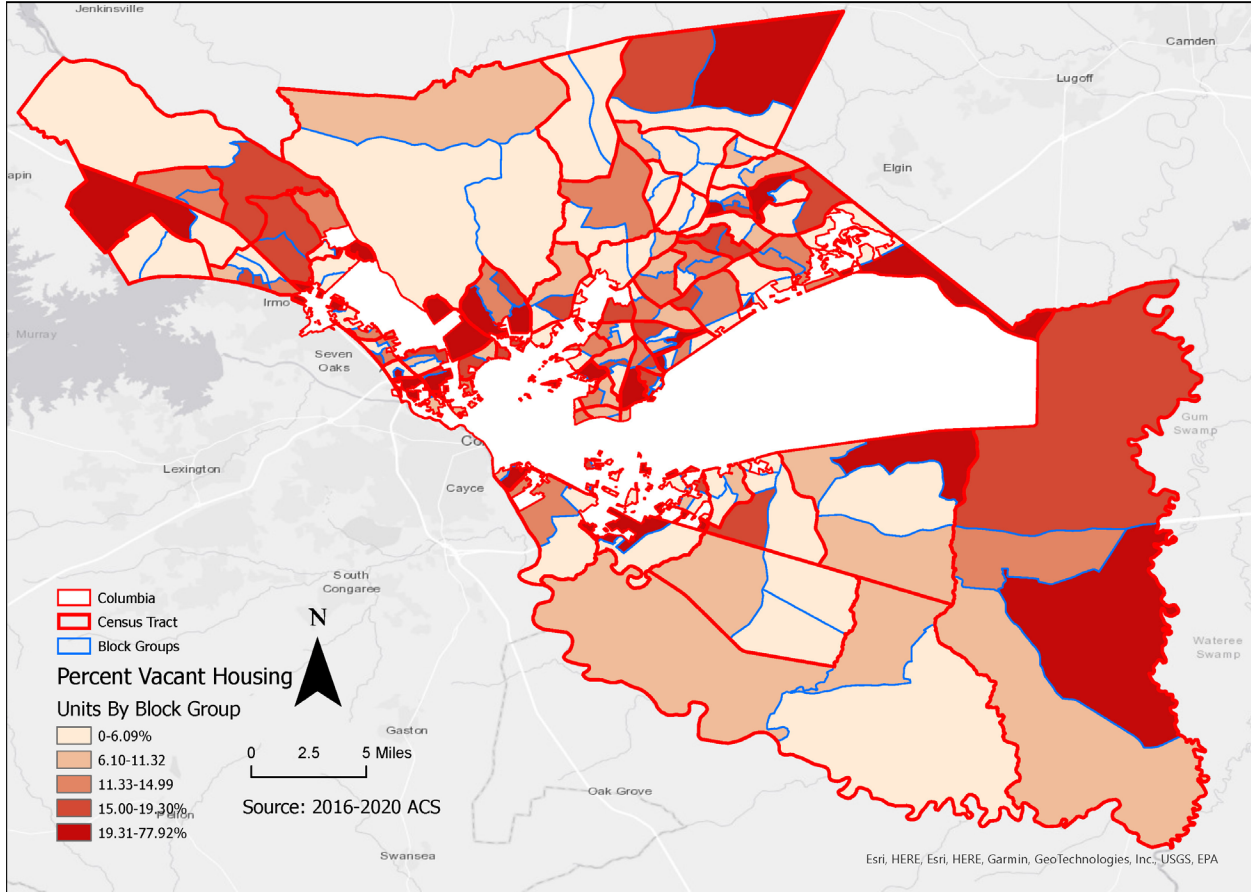 Jenkinsville
Camden
Lugoff
Elgin
apin
Irmo
Murray
Seven
Oaks
Gum
Swamp
Co
Lexington
Cayce
South
Congaree
Columbia
Census Tract
Block Groups
N
Wateree
Swamp
Percent Vacant Housing
Units By Block Group
0-6.09%
6.10-11.32
11.33-14.99
15.00-19.30%
19.31-77.92%
Gaston
0 2.5 5 Miles
Oak Grove
Source: 2016-2020 ACS
Pelion
Swansea
Esri, HERE, Esri, HERE, Garmin, GeoTechnologies, Inc., USGS, EPA